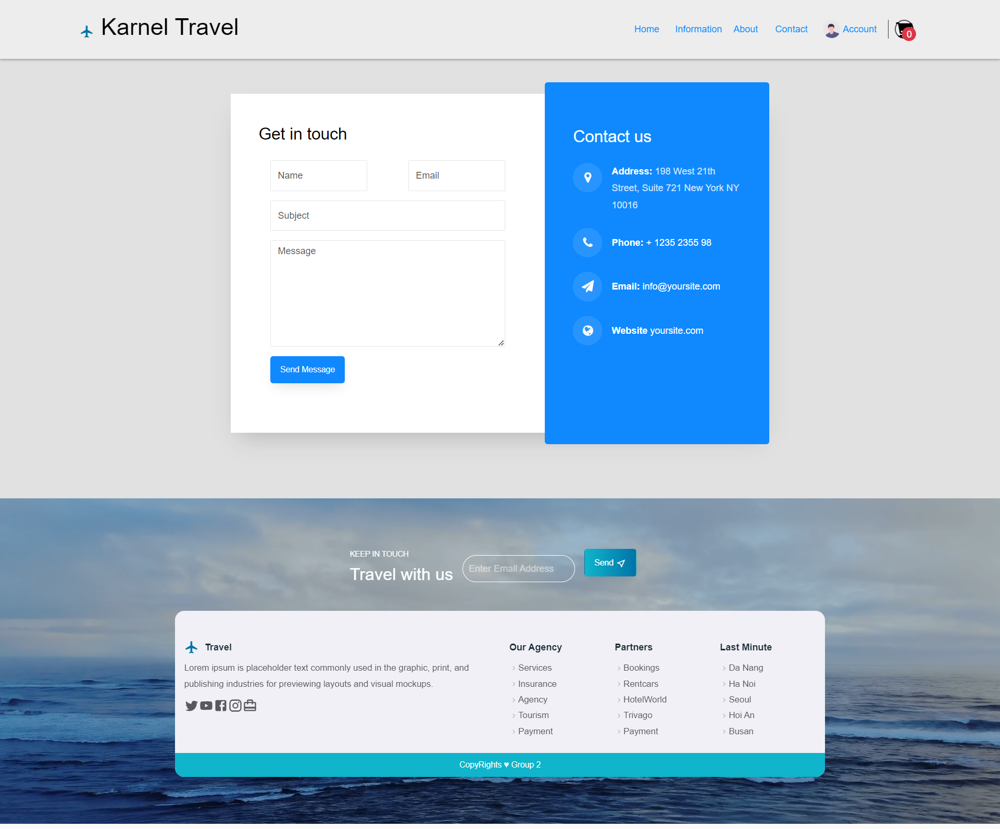 Karnel Travel
Home Information About Contact Account 0
Get in touch
Name Email
Subject
Message
Send Message
Contact us
Address: 198 West 21th
Street, Suite 721 New York NY
10016
Phone: + 1235 2355 98
Email: info@yoursite.com
Website yoursite.com
KEEP IN TOUCH
Travel with us
Enter Email Address
Send
Travel
Lorem ipsum is placeholder text commonly used in the graphic, print, and
publishing industries for previewing layouts and visual mockups.
Our Agency
Services
Insurance
Agency
Tourism
Payment
Partners
Bookings
Rentcars
HotelWorld
Trivago
Payment
Last Minute
Da Nang
Ha Noi
Seoul
Hoi An
Busan
CopyRights ♥ Group 2